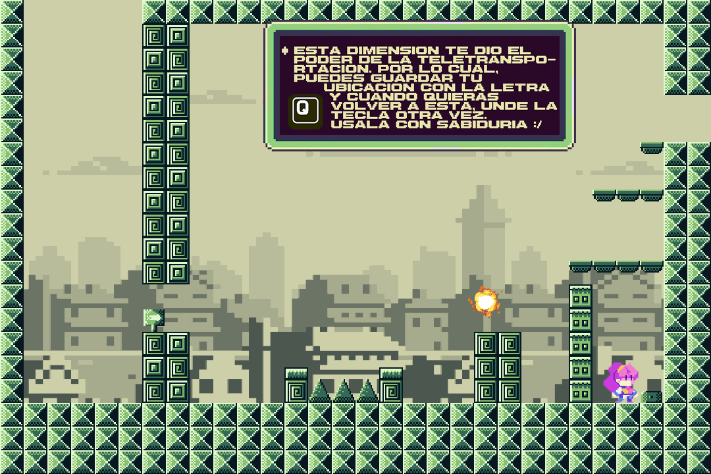 ESTA DIMENSION TE DIO EL
PODER DE LA TELETRANSPO-
RTACION. POR LO CUAL,
PUEDES GUARDAR TU
UBICACION CON LA LETRA
Q Y CUANDO QUIERAS
VOLVER A ESTA, UNDE LA
TECLA OTRA VEZ.
USALA CON SABIDURIA :/